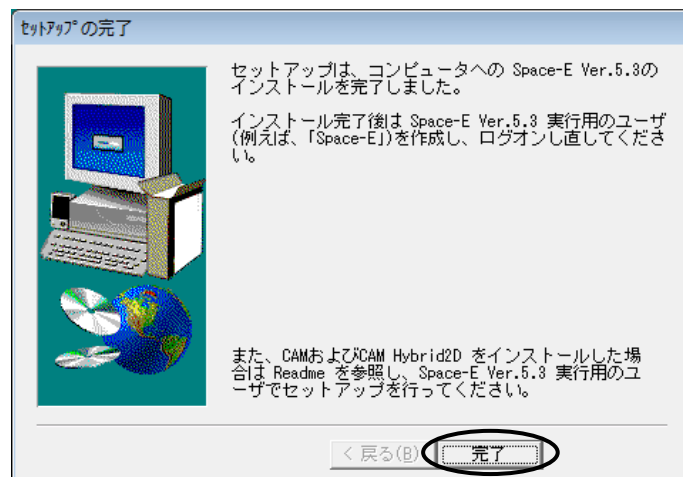 ｾｯﾄｱｯﾌﾟの完了
セットアップは、コンピュータへの Space-E Ver.5.3の
インストールを完了しました。
インストール完了後は Space-E Ver.5.3 実行用のユーザ
(例えば、「Space-E」)を作成し、ログオンし直してくださ
い。
また、CAMおよびCAM Hybrid2D をインストールした場
合は Readme を参照し、Space-E Ver.5.3 実行用のユ
ーザでセットアップを行ってください。
< 戻る(B)
完了